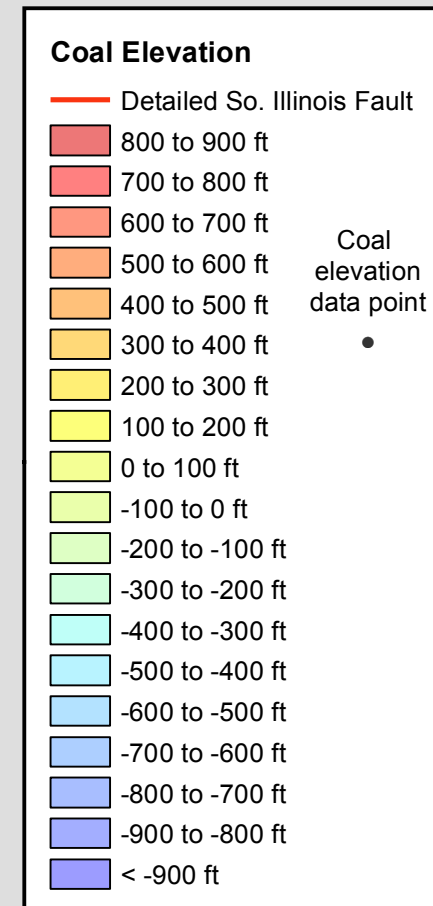 Coal Elevation
Detailed So. Illinois Fault
800 to 900 ft
700 to 800 ft
600 to 700 ft
500 to 600 ft
400 to 500 ft
300 to 400 ft
200 to 300 ft
100 to 200 ft
0 to 100 ft
-100 to 0 ft
-200 to -100 ft
-300 to -200 ft
-400 to -300 ft
-500 to -400 ft
-600 to -500 ft
-700 to -600 ft
-800 to -700 ft
-900 to -800 ft
< -900 ft
Coal
elevation
data point